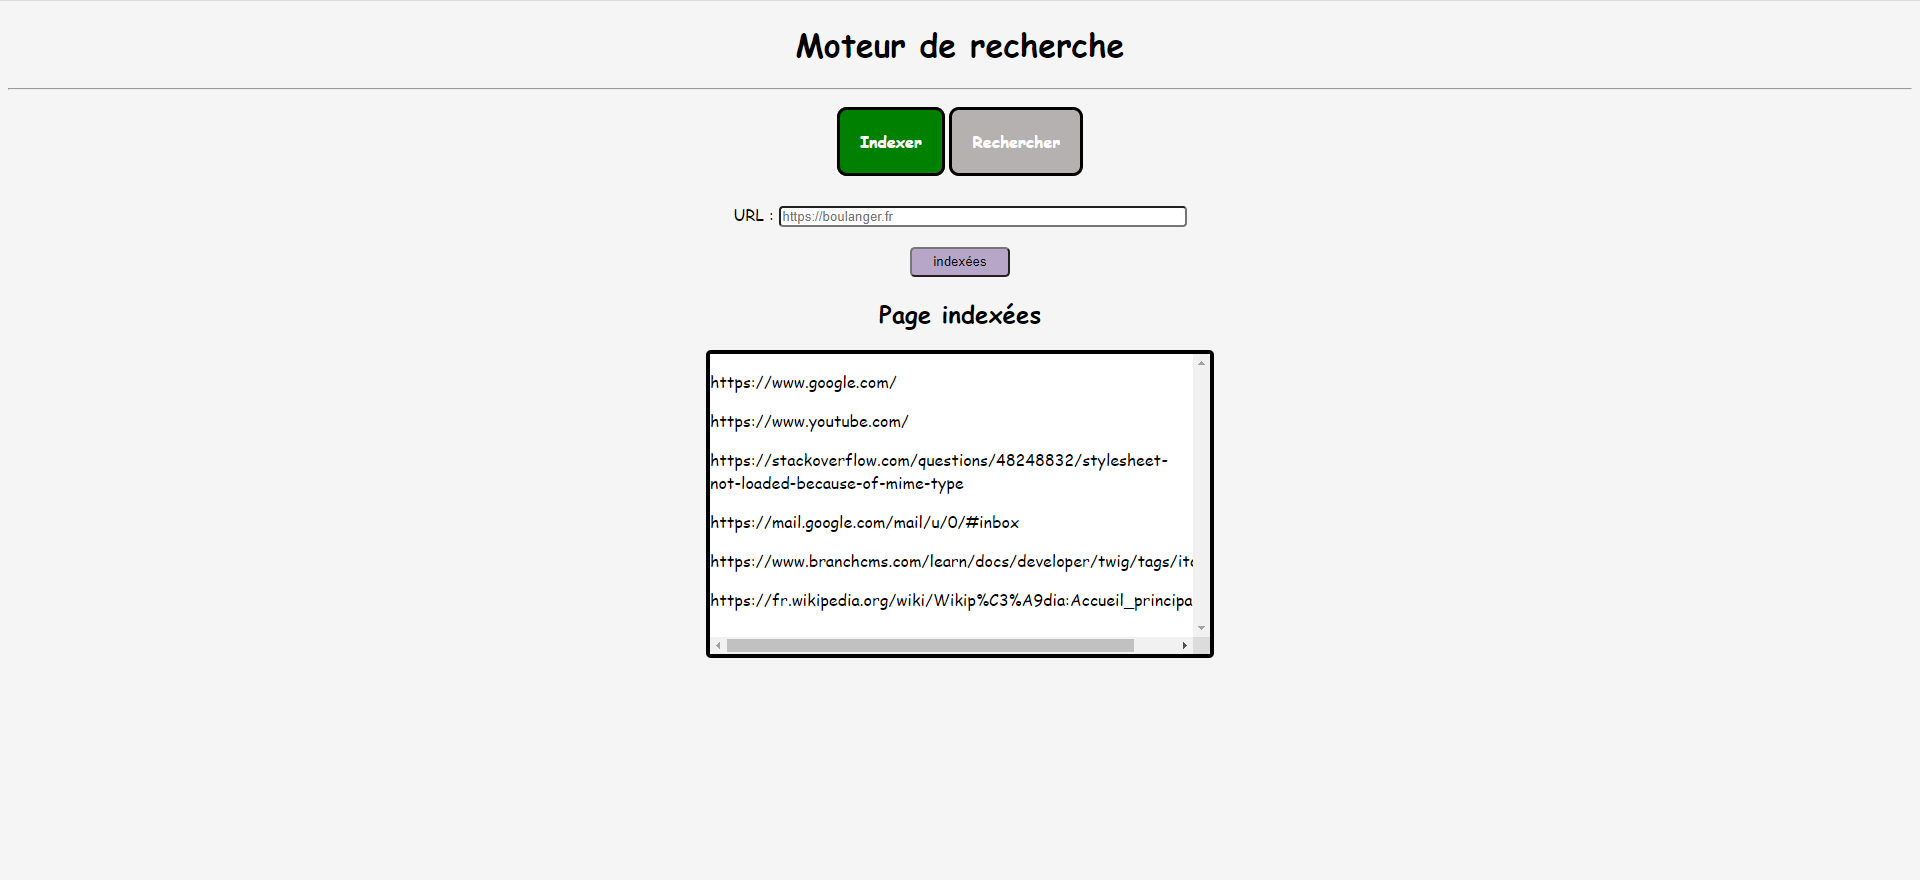 Moteur de recherche
Indexer Rechercher
URL : https://boulanger.fr
indexées
Page indexées
https://www.google.com/
https://www.youtube.com/
https://stackoverflow.com/questions/48248832/stylesheet-
not-loaded-because-of-mime-type
https://mail.google.com/mail/u/0/#inbox
https://www.branchcms.com/learn/docs/developer/twig/tags/it
https://fr.wikipedia.org/wiki/Wikip%C3%A9dia:Accueil_principa